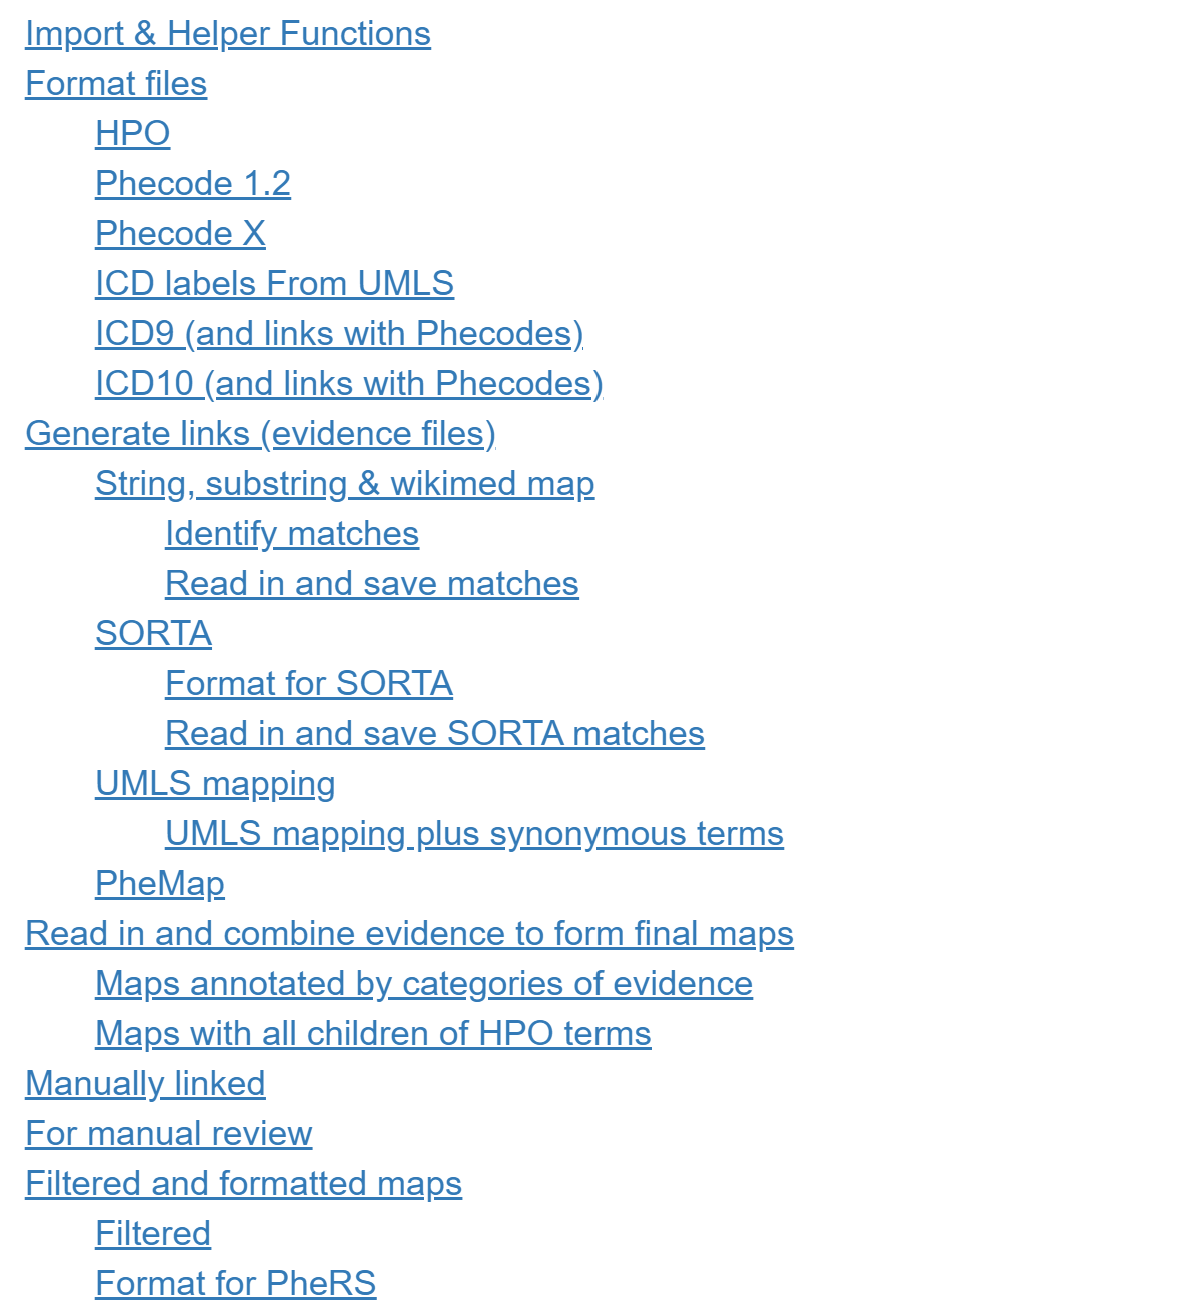 Import & Helper Functions
Format files
HPO
Phecode 1.2
Phecode X
ICD labels From UMLS
ICD9 (and links with Phecodes)
ICD10 (and links with Phecodes)
Generate links (evidence files)
String, substring & wikimed map
Identify matches
Read in and save matches
SORTA
Format for SORTA
Read in and save SORTA matches
UMLS mapping
UMLS mapping plus synonymous terms
PheMap
Read in and combine evidence to form final maps
Maps annotated by categories of evidence
Maps with all children of HPO terms
Manually linked
For manual review
Filtered and formatted maps
Filtered
Format for PheRS